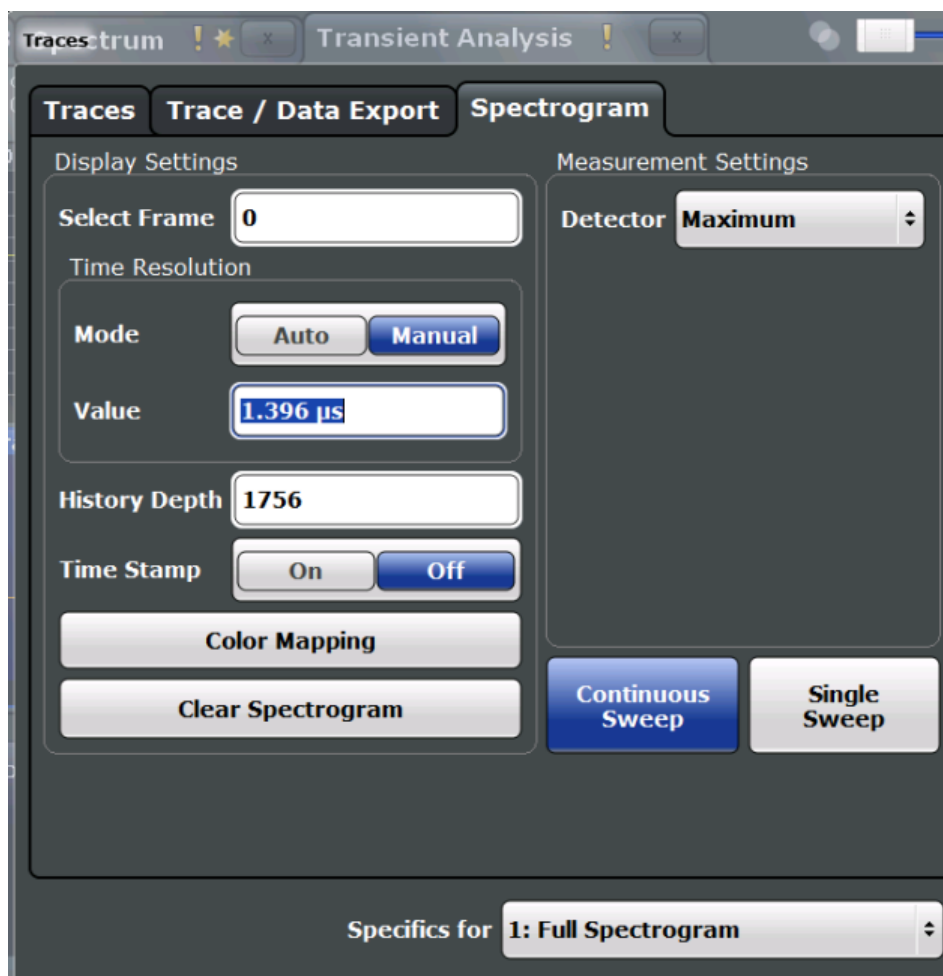 Traces
ctrum ! x
Transient Analysis ! x
Traces
Trace / Data Export
Spectrogram
Display Settings
Select Frame 0
Time Resolution
Mode Auto Manual
Value 1.396 µs
History Depth 1756
Time Stamp On Off
Color Mapping
Clear Spectrogram
Measurement Settings
Detector Maximum
Continuous
Sweep
Single
Sweep
Specifics for 1: Full Spectrogram